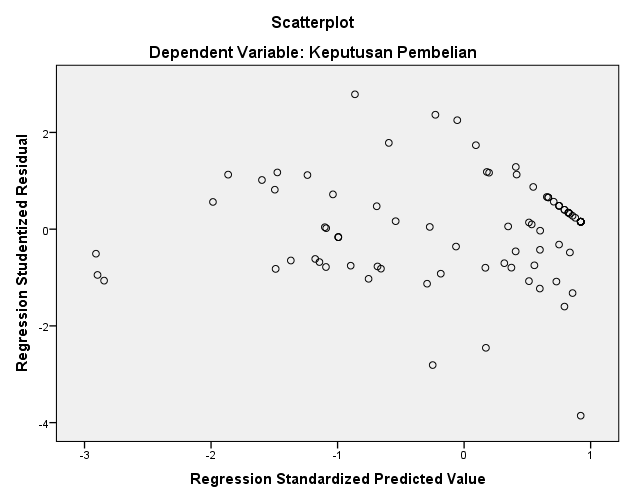 Scatterplot
Dependent Variable: Keputusan Pembelian
Regression Studentized Residual
2
0
-2
-4
-3
-2
-1
0
1
Regression Standardized Predicted Value